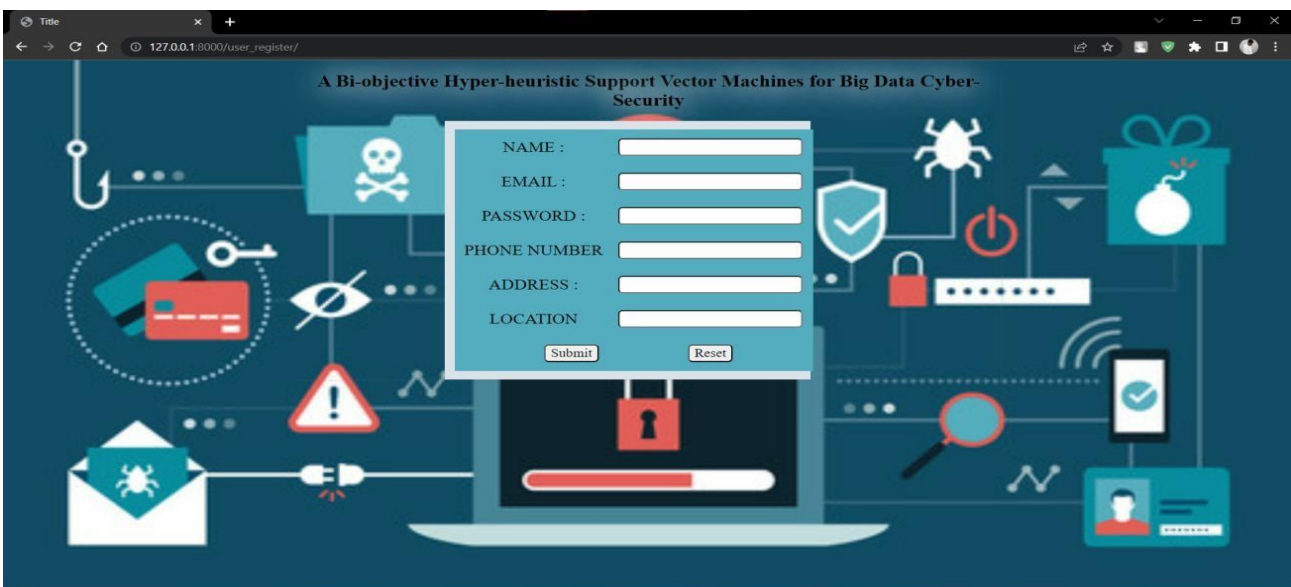 Title
127.0.0.1:8000/user_register/
A Bi-objective Hyper-heuristic Support Vector Machines for Big Data Cyber-
Security
NAME :
EMAIL :
PASSWORD :
PHONE NUMBER
ADDRESS :
LOCATION
Submit Reset